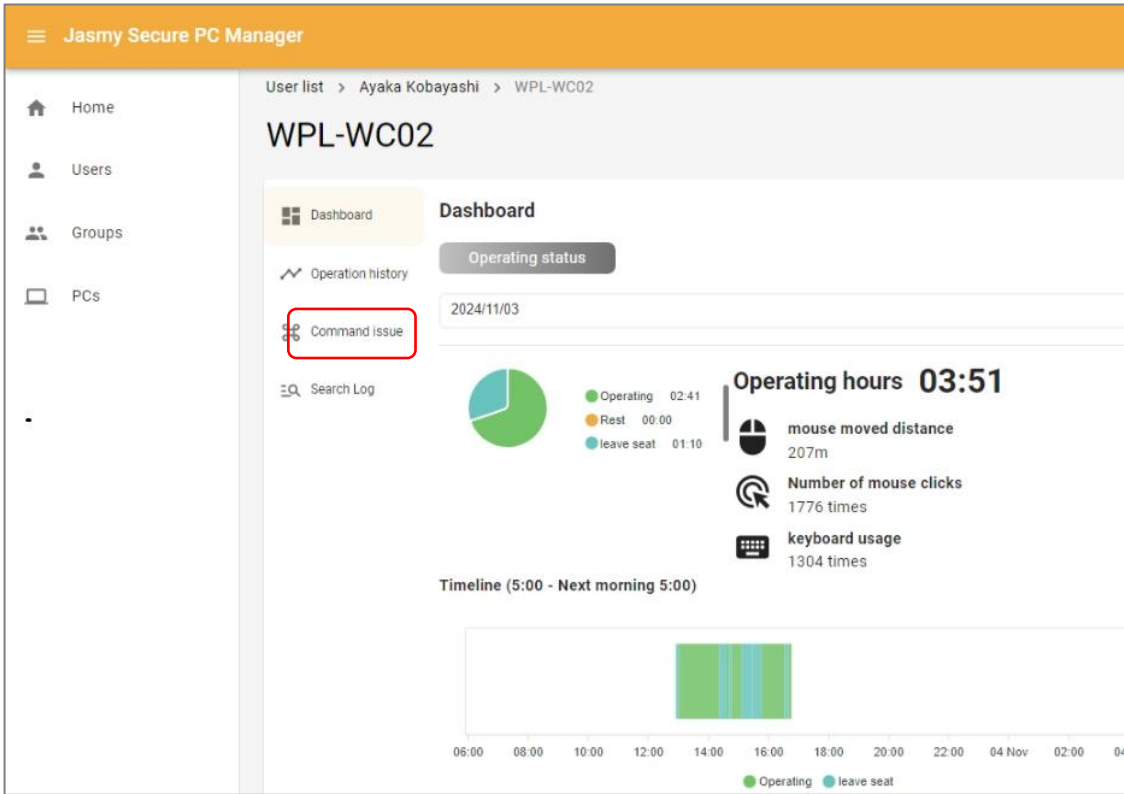 Jasmy Secure PC Manager
Home
Users
Groups
PCs
User list > Ayaka Kobayashi > WPL-WC02
WPL-WC02
Dashboard
Operation history
Command issue
Search Log
Dashboard
Operating status
2024/11/03
Operating 02:41
Rest 00:00
leave seat 01:10
Operating hours 03:51
mouse moved distance
207m
Number of mouse clicks
1776 times
keyboard usage
1304 times
Timeline (5:00 - Next morning 5:00)
06:00 08:00 10:00 12:00 14:00 16:00 18:00 20:00 22:00 04 Nov 02:00
Operating leave seat